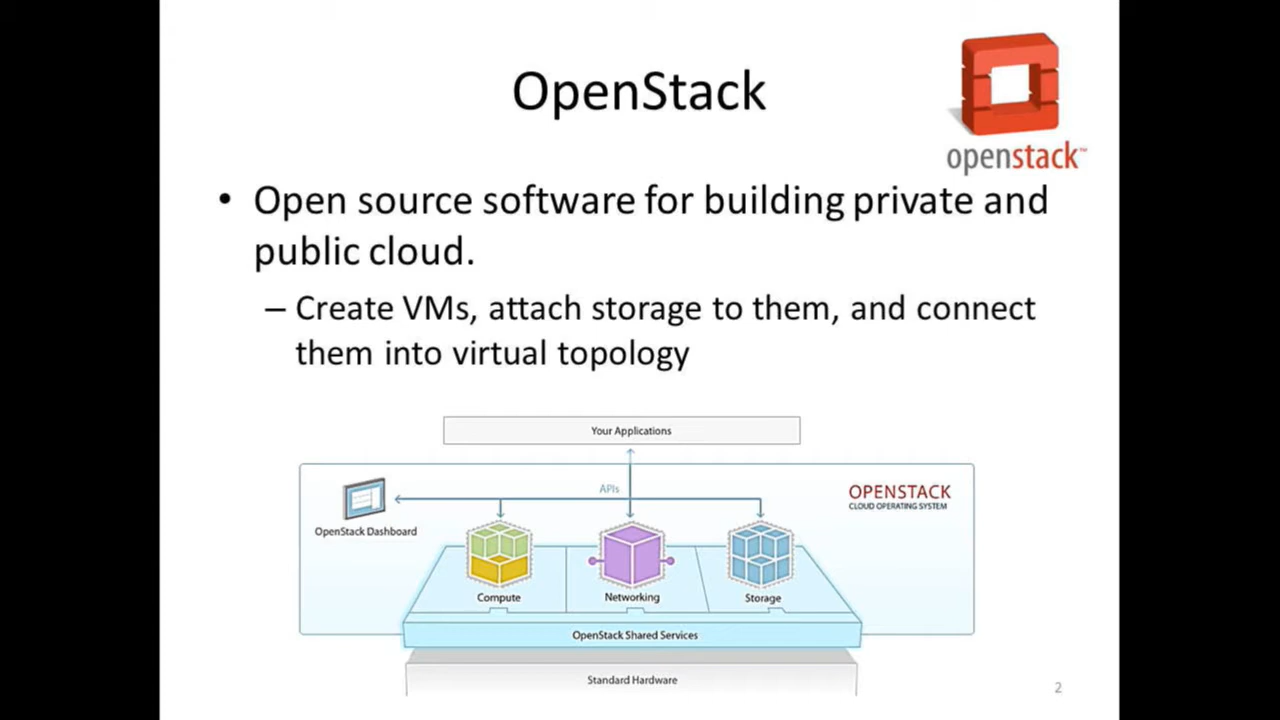 OpenStack
openstack™
• Open source software for building private and
public cloud.
– Create VMs, attach storage to them, and connect
them into virtual topology
Your Applications
APIs
OPENSTACK
CLOUD OPERATING SYSTEM
OpenStack Dashboard
Compute
Networking
Storage
OpenStack Shared Services
Standard Hardware
2